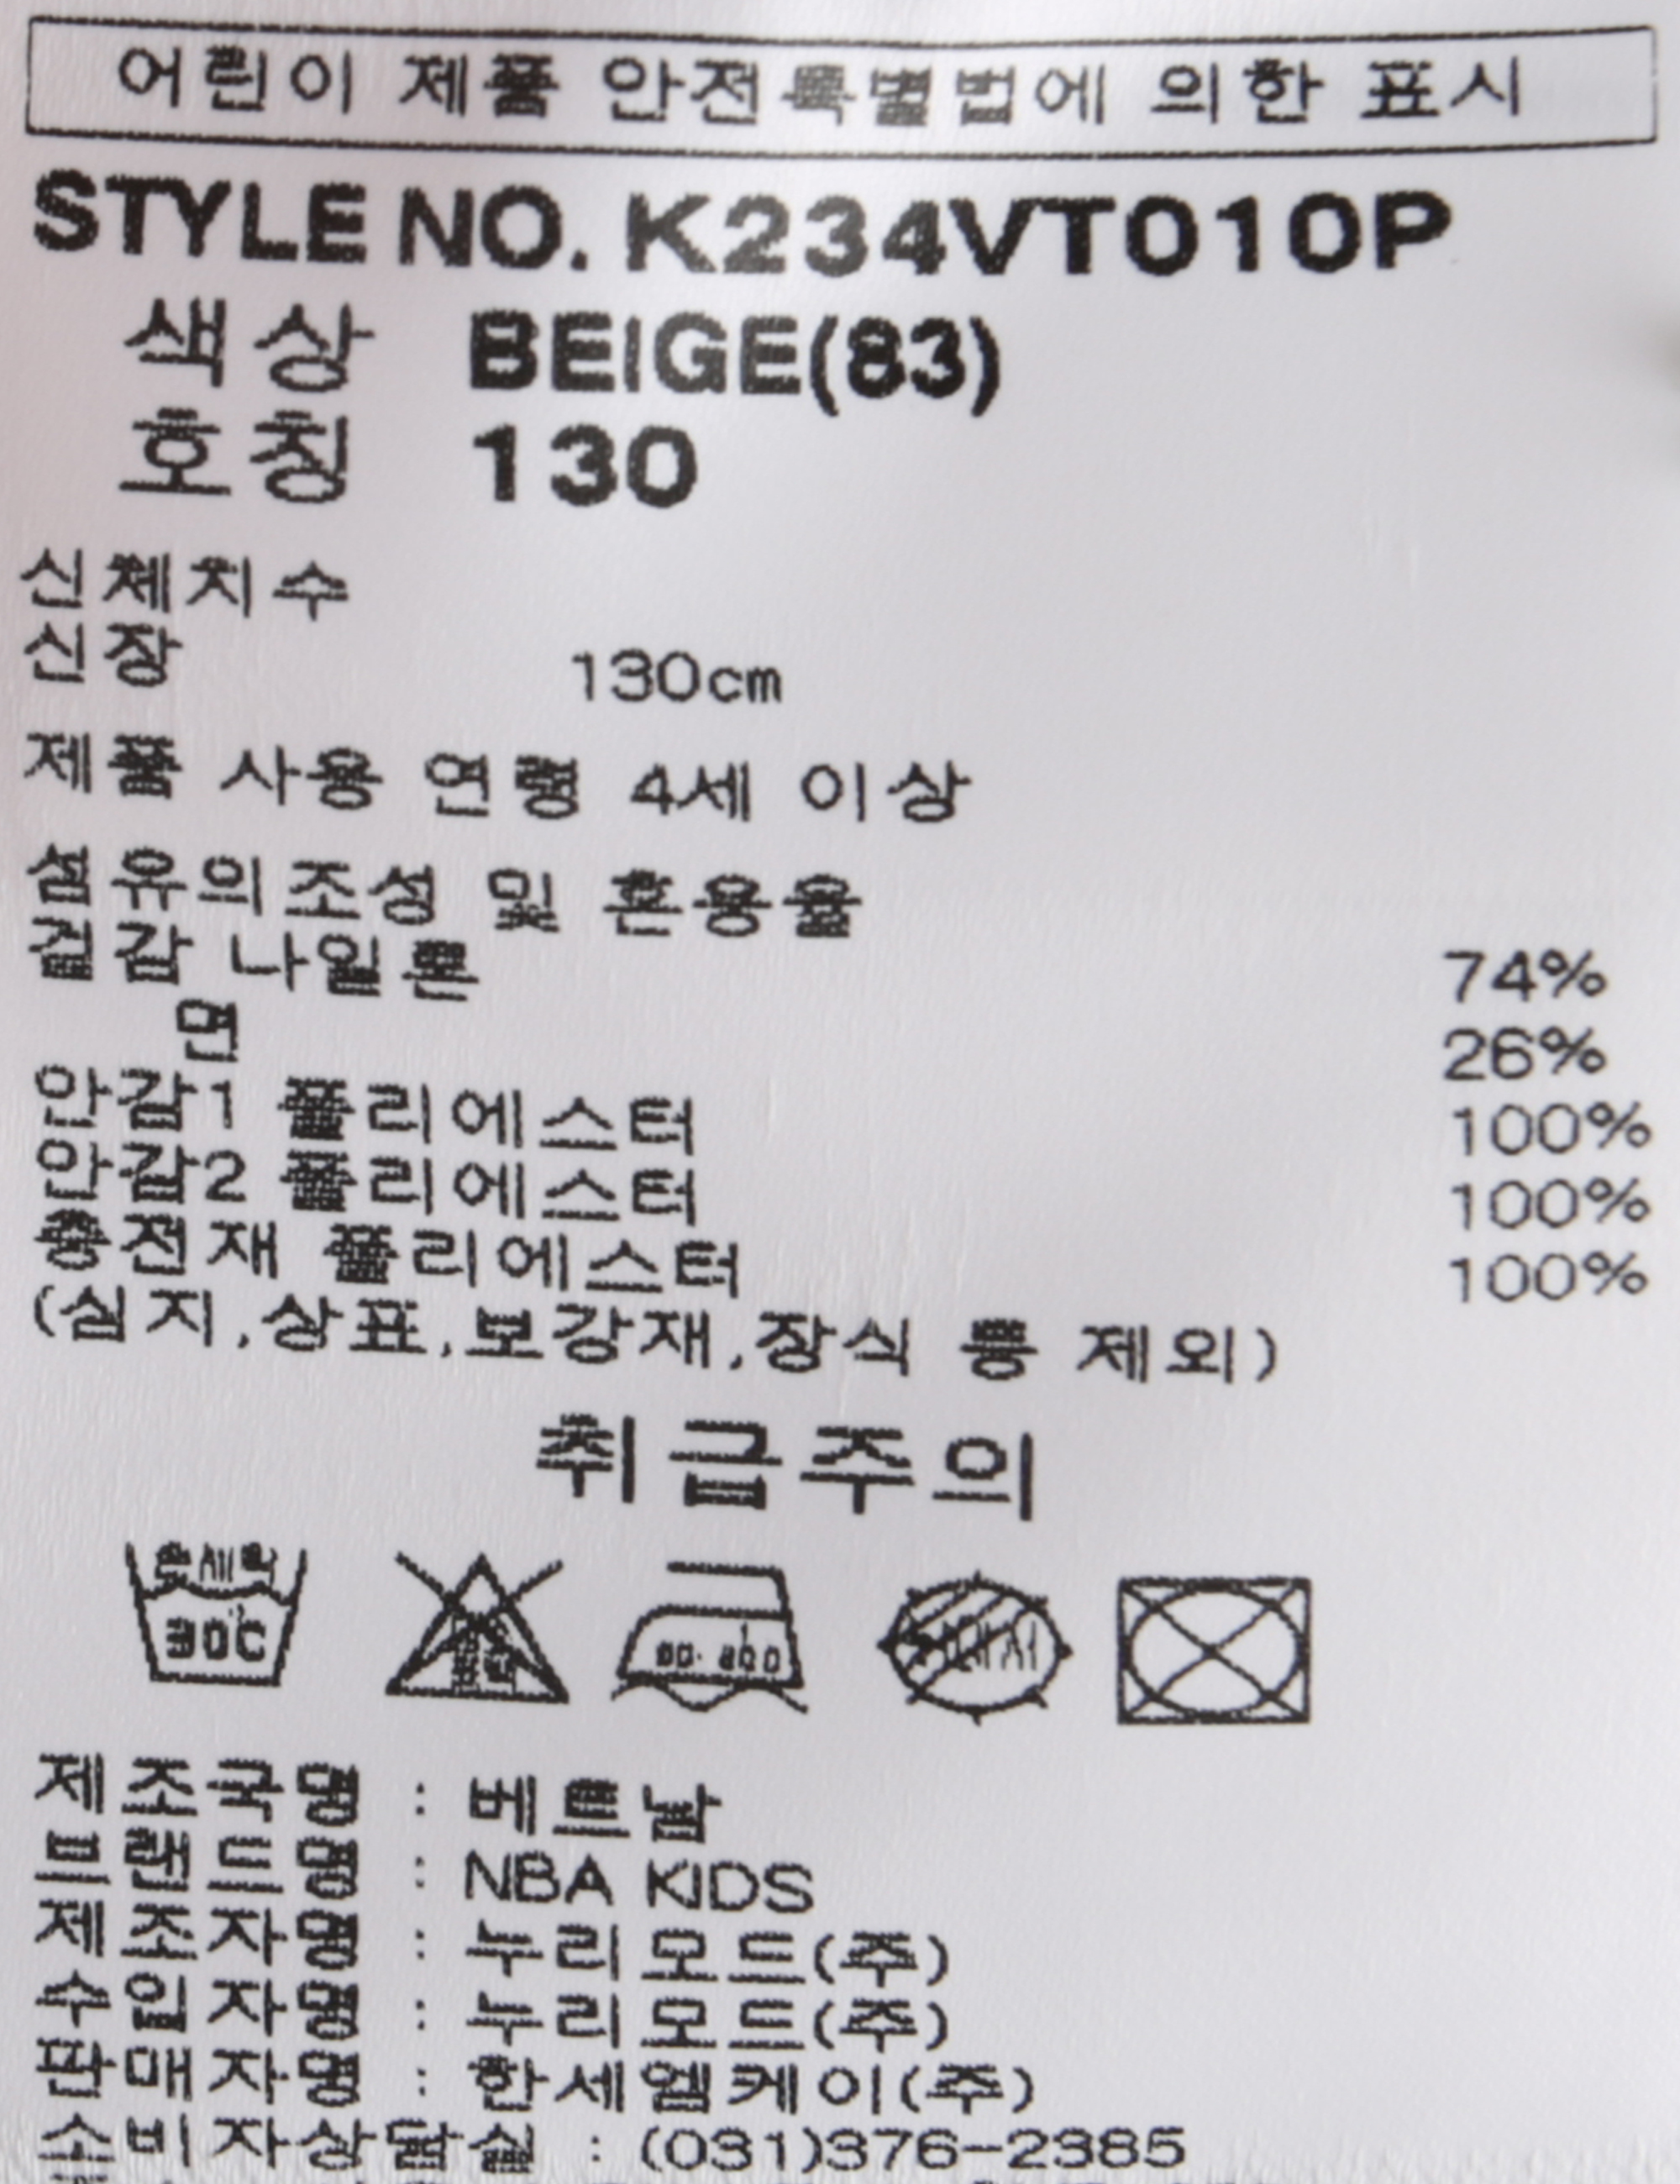 어린이 제품 안전특별법에 의한 표시
STYLE NO. K234VT010P
색상 BEIGE(83)
호칭 130
신체치수
신장 130cm
제품 사용 연령 4세 이상
섬유의조성 및 혼용율
겉감 나일론 74%
면 26%
안감1 폴리에스터 100%
안감2 폴리에스터 100%
충전재 폴리에스터 100%
(심지,상표,보강재,장식 등 제외)
취급주의
손세탁
30℃
제조국명 : 베트남
브랜드명 : NBA KIDS
제조자명 : 누리모드(주)
수입자명 : 누리모드(주)
판매자명 : 한세엠케이(주)
소비자상담실 : (031)376-2385